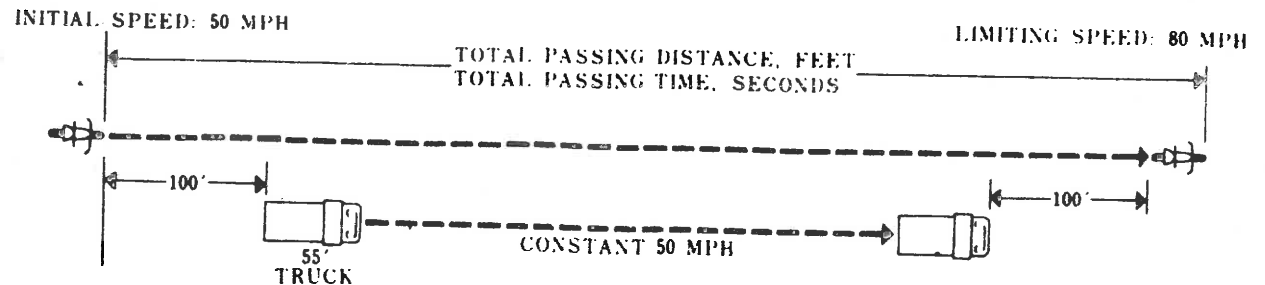 INITIAL SPEED: 50 MPH
LIMITING SPEED: 80 MPH
TOTAL PASSING DISTANCE, FEET
TOTAL PASSING TIME, SECONDS
100´
100´
CONSTANT 50 MPH
55´
TRUCK